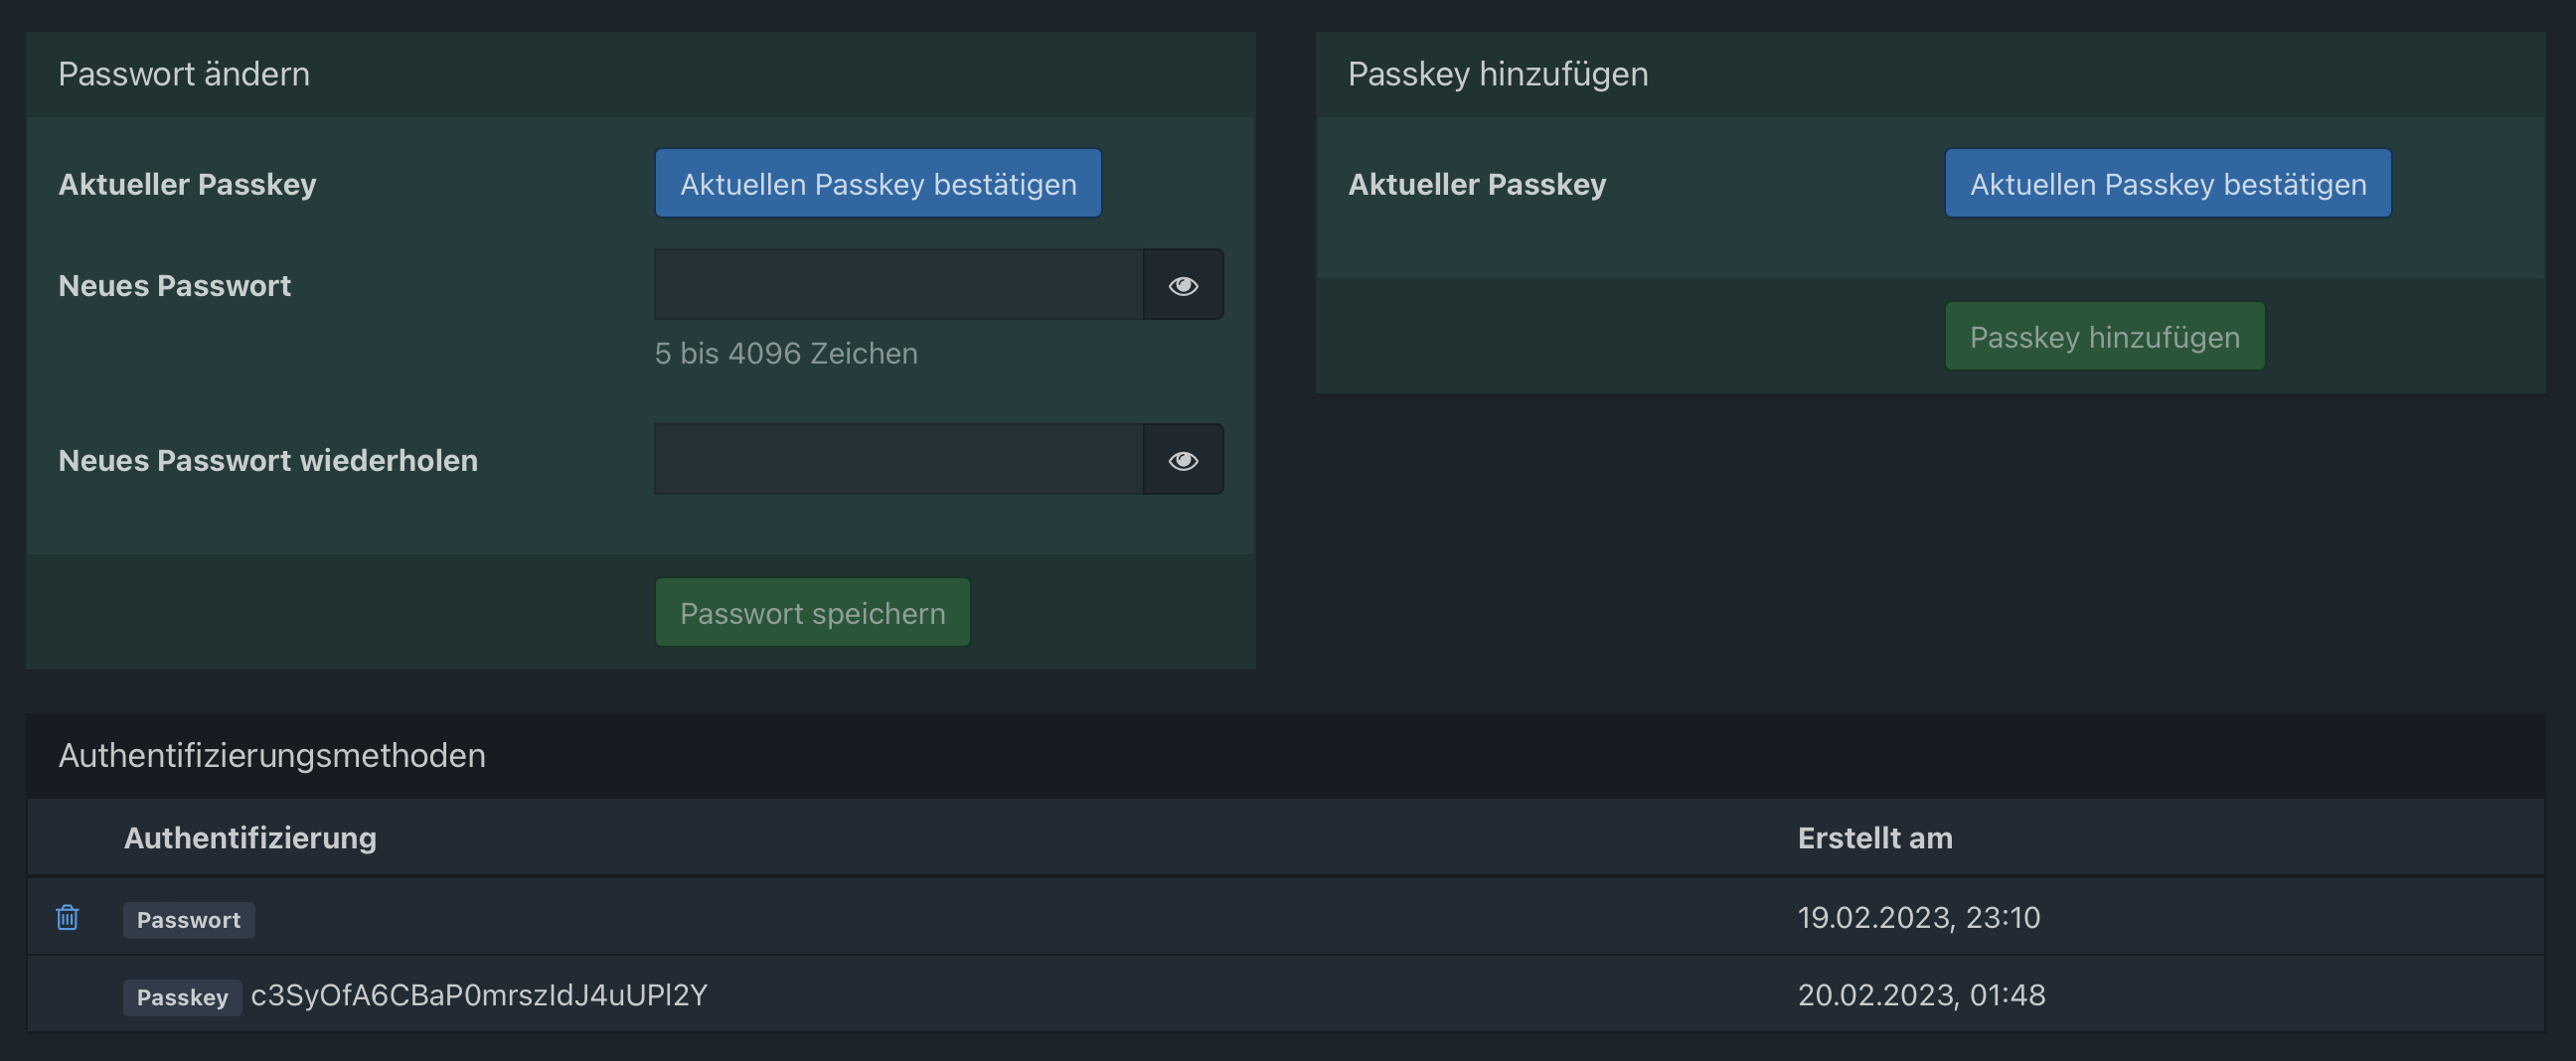 Passwort ändern
Aktueller Passkey
Aktuellen Passkey bestätigen
Neues Passwort
5 bis 4096 Zeichen
Neues Passwort wiederholen
Passwort speichern
Passkey hinzufügen
Aktueller Passkey
Aktuellen Passkey bestätigen
Passkey hinzufügen
Authentifizierungsmethoden
Authentifizierung Erstellt am
Passwort 19.02.2023, 23:10
Passkey c3SyOfA6CBaP0mrszIdJ4uUPl2Y 20.02.2023, 01:48